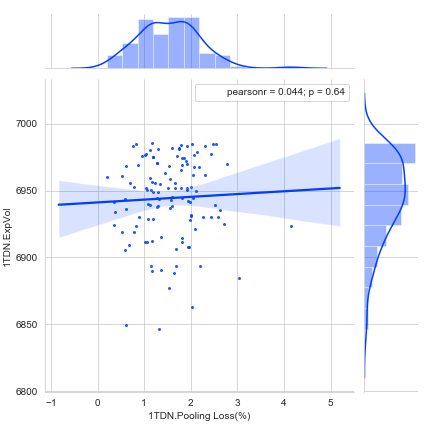 pearsonr = 0.044; p = 0.64
7000
6950
6900
6850
6800
1TDN.ExpVol
−1 0 1 2 3 4 5
1TDN.Pooling Loss(%)